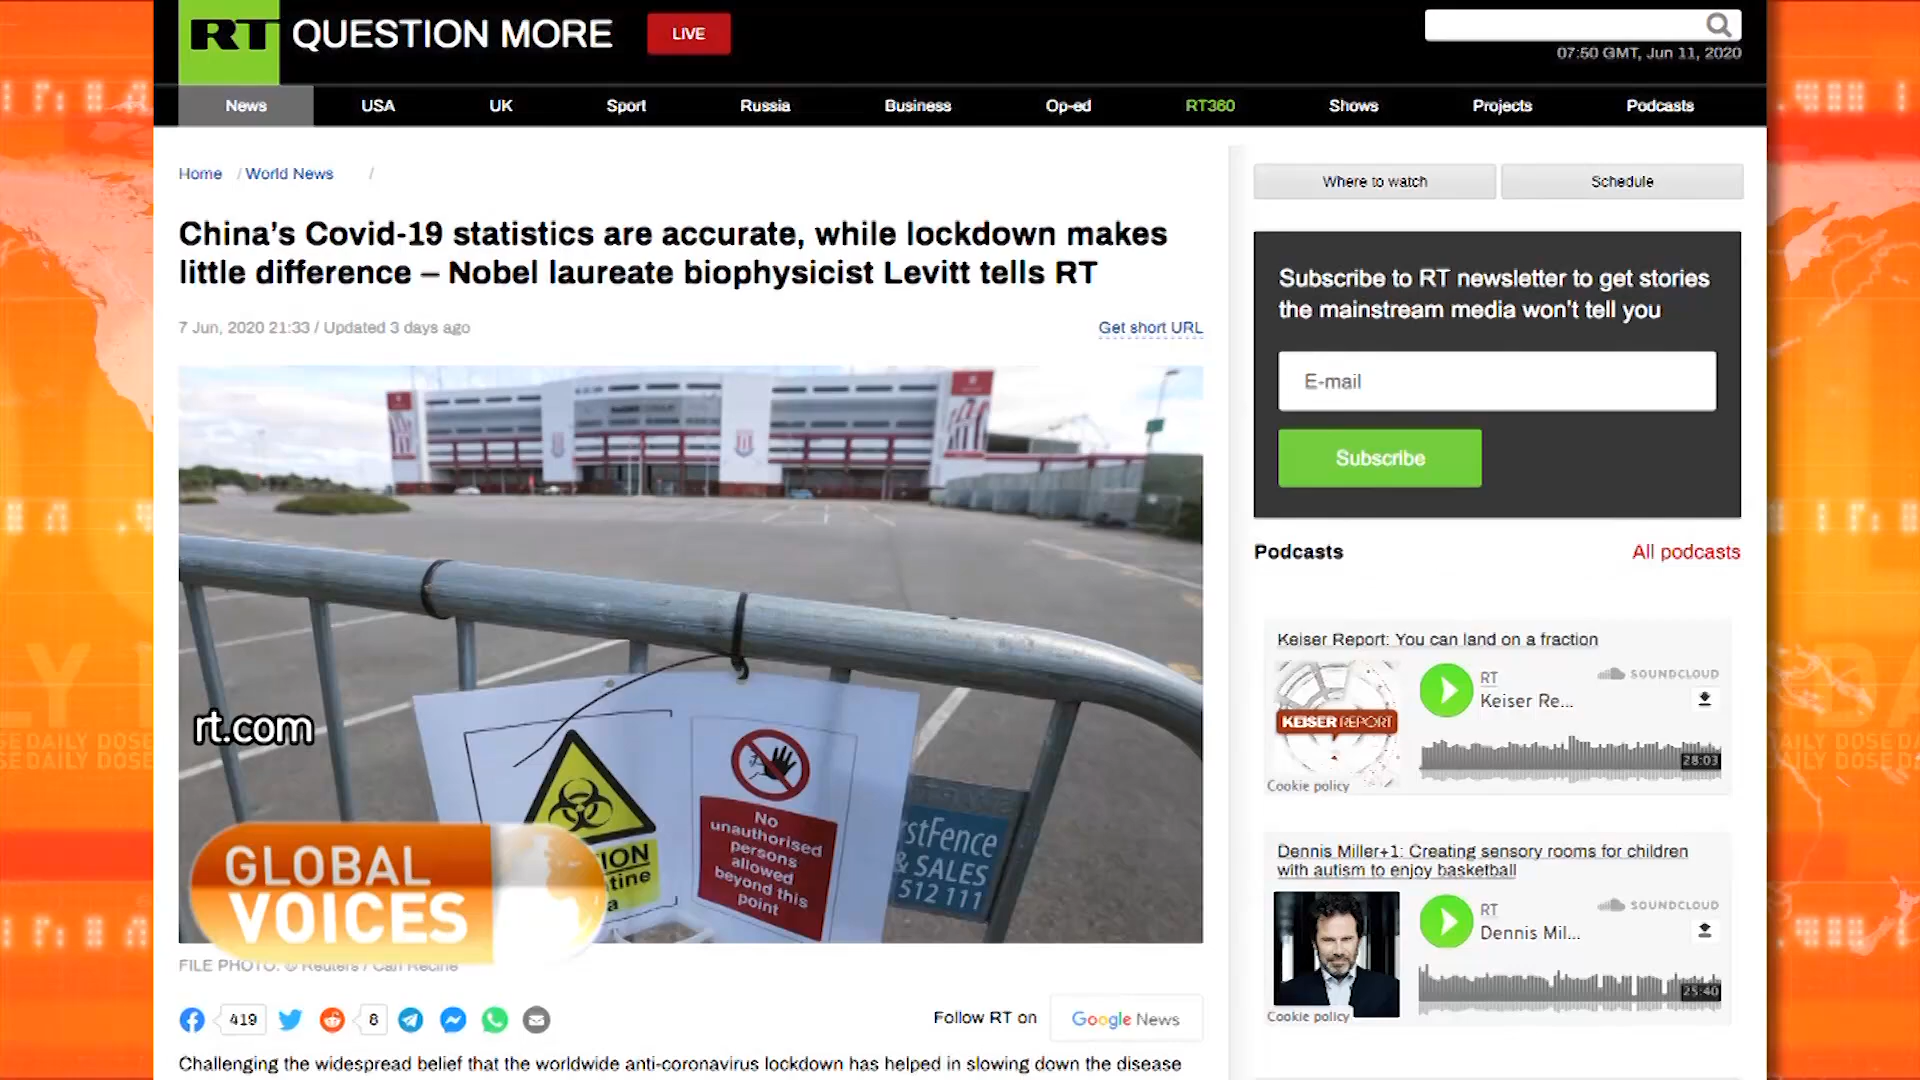 RT QUESTION MORE
LIVE
07:50 GMT, Jun 11, 2020
News
USA
UK
Sport
Russia
Business
Op-ed
RT360
Shows
Projects
Podcasts
Home / World News /
China's Covid-19 statistics are accurate, while lockdown makes
little difference – Nobel laureate biophysicist Levitt tells RT
7 Jun, 2020 21:33 / Updated 3 days ago
Get short URL
rt.com
No
unauthorised
persons
allowed
beyond this
point
stFence
& SALES
512 111
GLOBAL
VOICES
FILE PHOTO: © Reuters / Carl Recine
419
8
Follow RT on
Google News
Challenging the widespread belief that the worldwide anti-coronavirus lockdown has helped in slowing down the disease
Where to watch
Schedule
Subscribe to RT newsletter to get stories
the mainstream media won't tell you
E-mail
Subscribe
Podcasts
All podcasts
Keiser Report: You can land on a fraction
KEISER REPORT
RT
Keiser Re...
SOUNDCLOUD
28:03
Cookie policy
Dennis Miller+1: Creating sensory rooms for children
with autism to enjoy basketball
RT
Dennis Mil...
SOUNDCLOUD
25:40
Cookie policy